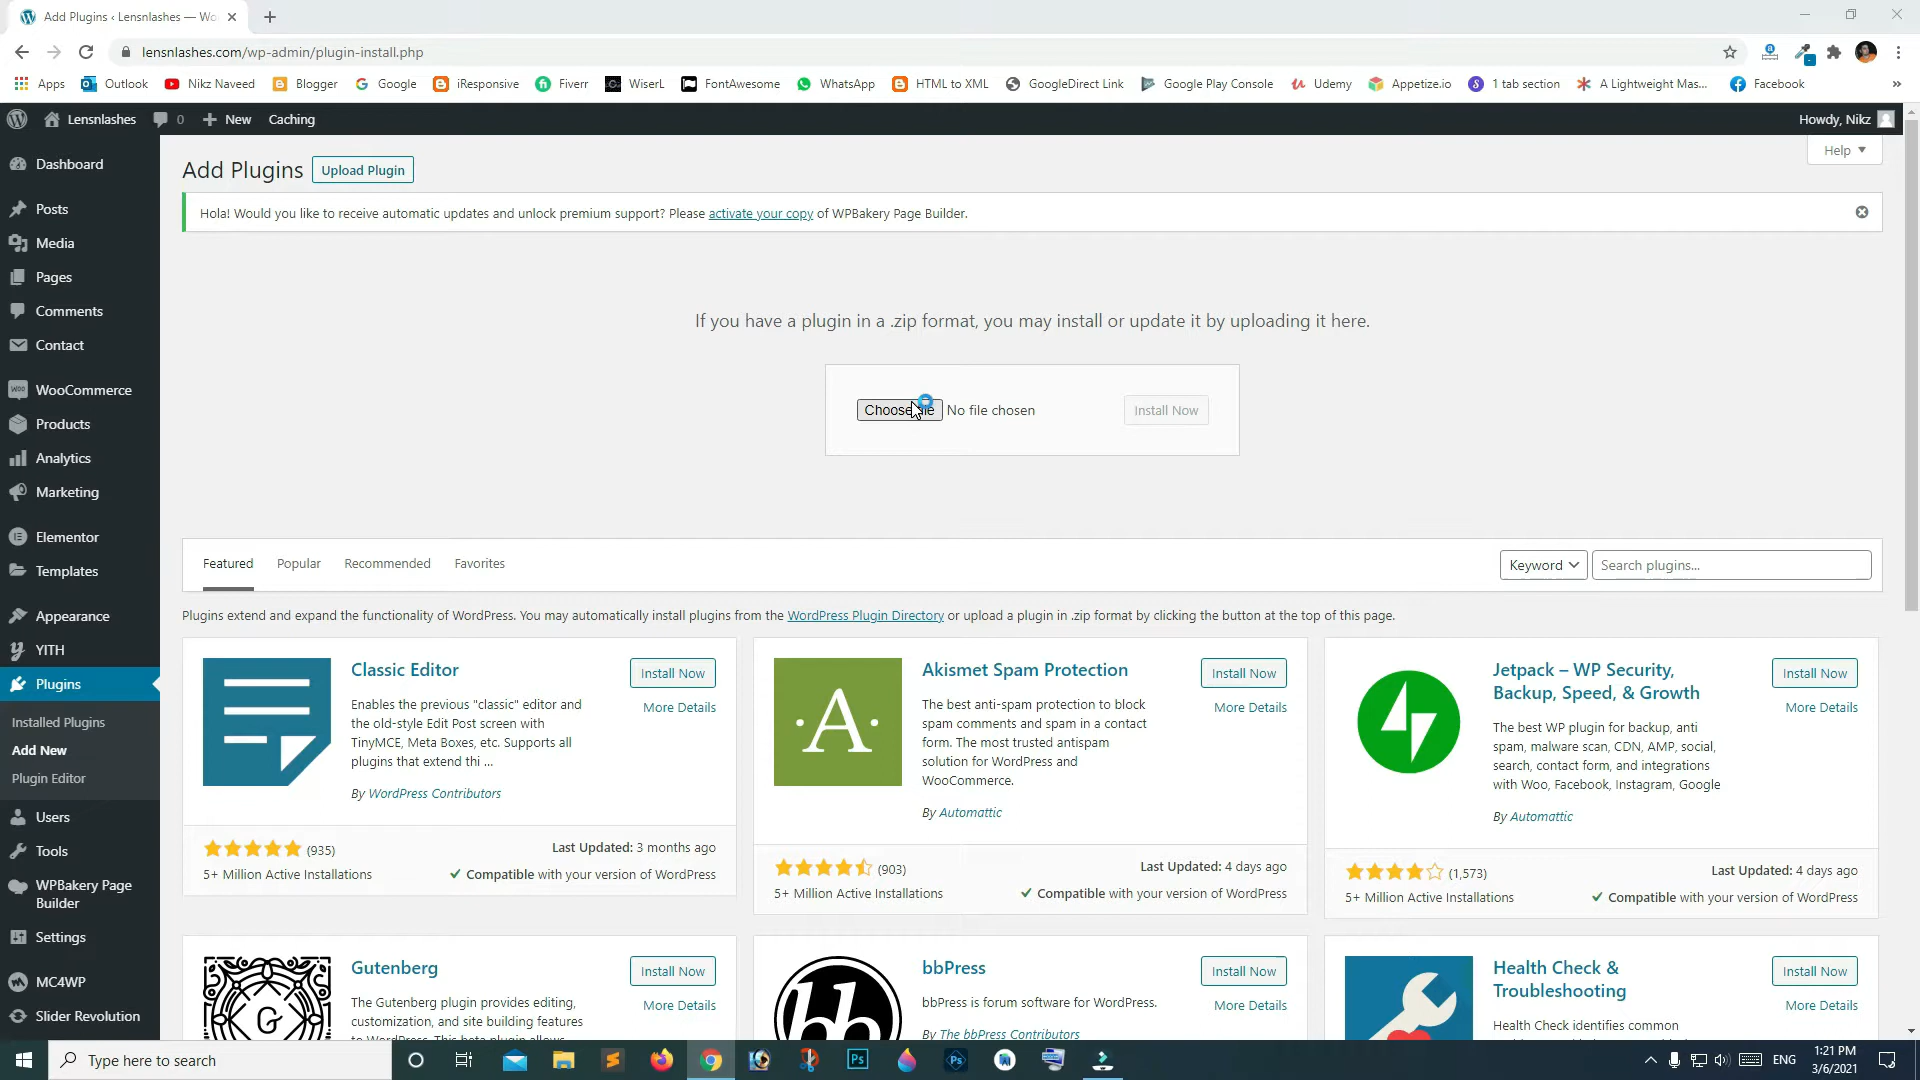 Add Plugins ‹ Lensnlashes — Wo
lensnlashes.com/wp-admin/plugin-install.php
Apps
Outlook
Nikz Naveed
Blogger
Google
iResponsive
Fiverr
WiserL
FontAwesome
WhatsApp
HTML to XML
GoogleDirect Link
Google Play Console
Udemy
Appetize.io
1 tab section
A Lightweight Mas...
Facebook
»
Lensnlashes
0
New
Caching
Howdy, Nikz
Dashboard
Posts
Media
Pages
Comments
Contact
WooCommerce
Products
Analytics
Marketing
Elementor
Templates
Appearance
YITH
Plugins
Installed Plugins
Add New
Plugin Editor
Users
Tools
WPBakery Page
Builder
Settings
MC4WP
Slider Revolution
Help
Add Plugins
Upload Plugin
Hola! Would you like to receive automatic updates and unlock premium support? Please activate your copy of WPBakery Page Builder.
If you have a plugin in a .zip format, you may install or update it by uploading it here.
Choose
No file chosen
Install Now
Featured
Popular
Recommended
Favorites
Keyword
Search plugins...
Plugins extend and expand the functionality of WordPress. You may automatically install plugins from the WordPress Plugin Directory or upload a plugin in .zip format by clicking the button at the top of this page.
Classic Editor
Install Now
More Details
Enables the previous "classic" editor and
the old-style Edit Post screen with
TinyMCE, Meta Boxes, etc. Supports all
plugins that extend thi ...
By WordPress Contributors
(935)
Last Updated: 3 months ago
5+ Million Active Installations
Compatible with your version of WordPress
A
Akismet Spam Protection
Install Now
More Details
The best anti-spam protection to block
spam comments and spam in a contact
form. The most trusted antispam
solution for WordPress and
WooCommerce.
By Automattic
(903)
Last Updated: 4 days ago
5+ Million Active Installations
Compatible with your version of WordPress
Jetpack – WP Security,
Backup, Speed, & Growth
Install Now
More Details
The best WP plugin for backup, anti
spam, malware scan, CDN, AMP, social,
search, contact form, and integrations
with Woo, Facebook, Instagram, Google
By Automattic
(1,573)
Last Updated: 4 days ago
5+ Million Active Installations
Compatible with your version of WordPress
G
Gutenberg
Install Now
More Details
The Gutenberg plugin provides editing,
customization, and site building features
bb
bbPress
Install Now
More Details
bbPress is forum software for WordPress.
By The bbPress Contributors
Health Check &
Troubleshooting
Install Now
More Details
Health Check identifies common
Type here to search
Ps
Ps
ENG
1:21 PM
3/6/2021